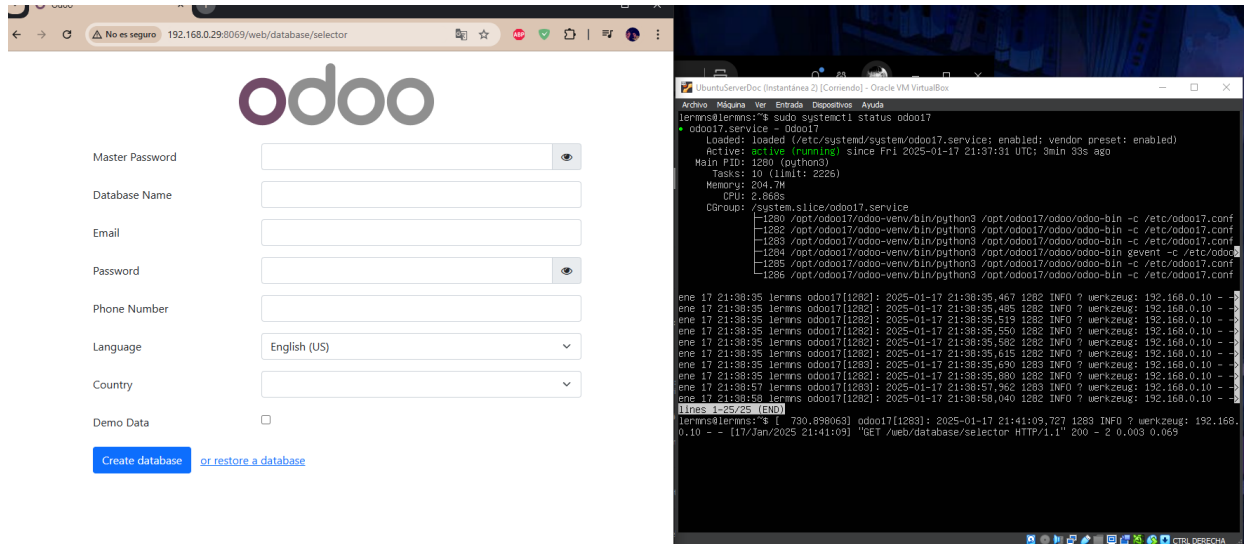 No es seguro 192.168.0.29:8069/web/database/selector
ABP
odoo
Master Password
Database Name
Email
Password
Phone Number
Language English (US)
Country
Demo Data
Create database or restore a database
UbuntuServerDoc (Instantánea 2) [Corriendo] - Oracle VM VirtualBox
Archivo Máquina Ver Entrada Dispositivos Ayuda
lermns@lermns:~$ sudo systemctl status odoo17
● odoo17.service - Odoo17
Loaded: loaded (/etc/systemd/system/odoo17.service; enabled; vendor preset: enabled)
Active: active (running) since Fri 2025-01-17 21:37:31 UTC; 3min 33s ago
Main PID: 1280 (python3)
Tasks: 10 (limit: 2226)
Memory: 204.7M
CPU: 2.868s
CGroup: /system.slice/odoo17.service
├─1280 /opt/odoo17/odoo-venv/bin/python3 /opt/odoo17/odoo/odoo-bin -c /etc/odoo17.conf
├─1282 /opt/odoo17/odoo-venv/bin/python3 /opt/odoo17/odoo/odoo-bin -c /etc/odoo17.conf
├─1283 /opt/odoo17/odoo-venv/bin/python3 /opt/odoo17/odoo/odoo-bin -c /etc/odoo17.conf
├─1284 /opt/odoo17/odoo-venv/bin/python3 /opt/odoo17/odoo/odoo-bin gevent -c /etc/odoo>
├─1285 /opt/odoo17/odoo-venv/bin/python3 /opt/odoo17/odoo/odoo-bin -c /etc/odoo17.conf
└─1286 /opt/odoo17/odoo-venv/bin/python3 /opt/odoo17/odoo/odoo-bin -c /etc/odoo17.conf
ene 17 21:38:35 lermns odoo17[1282]: 2025-01-17 21:38:35,467 1282 INFO ? werkzeug: 192.168.0.10 - ->
ene 17 21:38:35 lermns odoo17[1282]: 2025-01-17 21:38:35,485 1282 INFO ? werkzeug: 192.168.0.10 - ->
ene 17 21:38:35 lermns odoo17[1282]: 2025-01-17 21:38:35,519 1282 INFO ? werkzeug: 192.168.0.10 - ->
ene 17 21:38:35 lermns odoo17[1282]: 2025-01-17 21:38:35,550 1282 INFO ? werkzeug: 192.168.0.10 - ->
ene 17 21:38:35 lermns odoo17[1282]: 2025-01-17 21:38:35,582 1282 INFO ? werkzeug: 192.168.0.10 - ->
ene 17 21:38:35 lermns odoo17[1282]: 2025-01-17 21:38:35,615 1282 INFO ? werkzeug: 192.168.0.10 - ->
ene 17 21:38:35 lermns odoo17[1283]: 2025-01-17 21:38:35,690 1283 INFO ? werkzeug: 192.168.0.10 - ->
ene 17 21:38:35 lermns odoo17[1282]: 2025-01-17 21:38:35,880 1282 INFO ? werkzeug: 192.168.0.10 - ->
ene 17 21:38:57 lermns odoo17[1283]: 2025-01-17 21:38:57,962 1283 INFO ? werkzeug: 192.168.0.10 - ->
ene 17 21:38:58 lermns odoo17[1282]: 2025-01-17 21:38:58,040 1282 INFO ? werkzeug: 192.168.0.10 - ->
lines 1-25/25 (END)
lermns@lermns:~$ [ 730.898063] odoo17[1283]: 2025-01-17 21:41:09,727 1283 INFO ? werkzeug: 192.168.
0.10 - - [17/Jan/2025 21:41:09] "GET /web/database/selector HTTP/1.1" 200 - 2 0.003 0.069
CTRL DERECHA